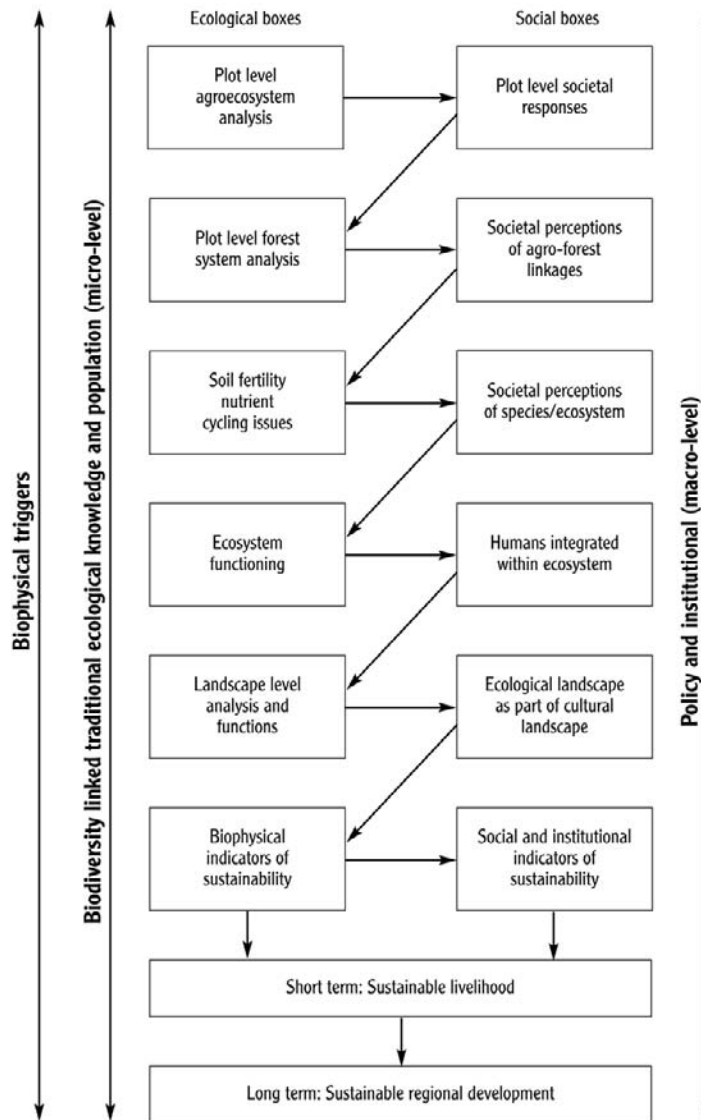 Ecological boxes
Social boxes
Plot level
agroecosystem
analysis
Plot level societal
responses
Plot level forest
system analysis
Societal perceptions
of agro-forest
linkages
Soil fertility
nutrient
cycling issues
Societal perceptions
of species/ecosystem
Ecosystem
functioning
Humans integrated
within ecosystem
Landscape level
analysis and
functions
Ecological landscape
as part of cultural
landscape
Biophysical
indicators of
sustainability
Social and institutional
indicators of
sustainability
Short term: Sustainable livelihood
Long term: Sustainable regional development
Biophysical triggers
Biodiversity linked traditional ecological knowledge and population (micro-level)
Policy and institutional (macro-level)